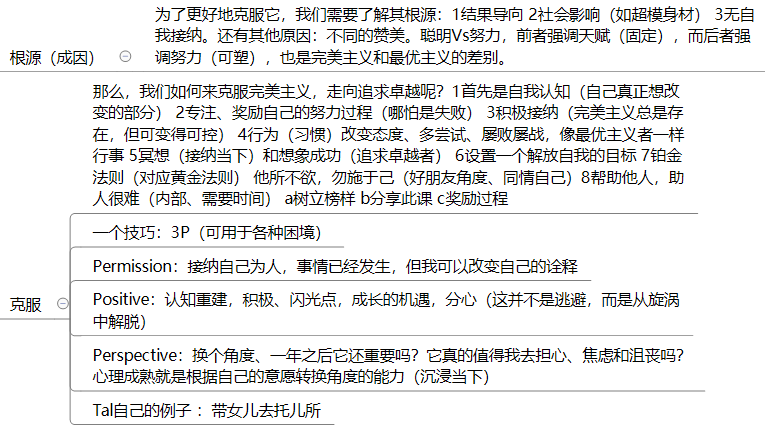 为了更好地克服它，我们需要了解其根源：1结果导向 2社会影响（如超模身材） 3无自
我接纳。还有其他原因：不同的赞美。聪明Vs努力，前者强调天赋（固定），而后者强
调努力（可塑），也是完美主义和最优主义的差别。
根源（成因）
那么，我们如何来克服完美主义，走向追求卓越呢？1首先是自我认知（自己真正想改
变的部分） 2专注、奖励自己的努力过程（哪怕是失败） 3积极接纳（完美主义总是存
在，但可变得可控） 4行为（习惯）改变态度、多尝试、屡败屡战，像最优主义者一样
行事 5冥想（接纳当下）和想象成功（追求卓越者） 6设置一个解放自我的目标 7铂金
法则（对应黄金法则） 他所不欲，勿施于己（好朋友角度、同情自己）8帮助他人，助
人很难（内部、需要时间） a树立榜样 b分享此课 c奖励过程
一个技巧：3P（可用于各种困境）
Permission：接纳自己为人，事情已经发生，但我可以改变自己的诠释
克服
Positive：认知重建，积极、闪光点，成长的机遇，分心（这并不是逃避，而是从旋涡
中解脱）
Perspective：换个角度、一年之后它还重要吗？它真的值得我去担心、焦虑和沮丧吗？
心理成熟就是根据自己的意愿转换角度的能力（沉浸当下）
Tal自己的例子 ：带女儿去托儿所